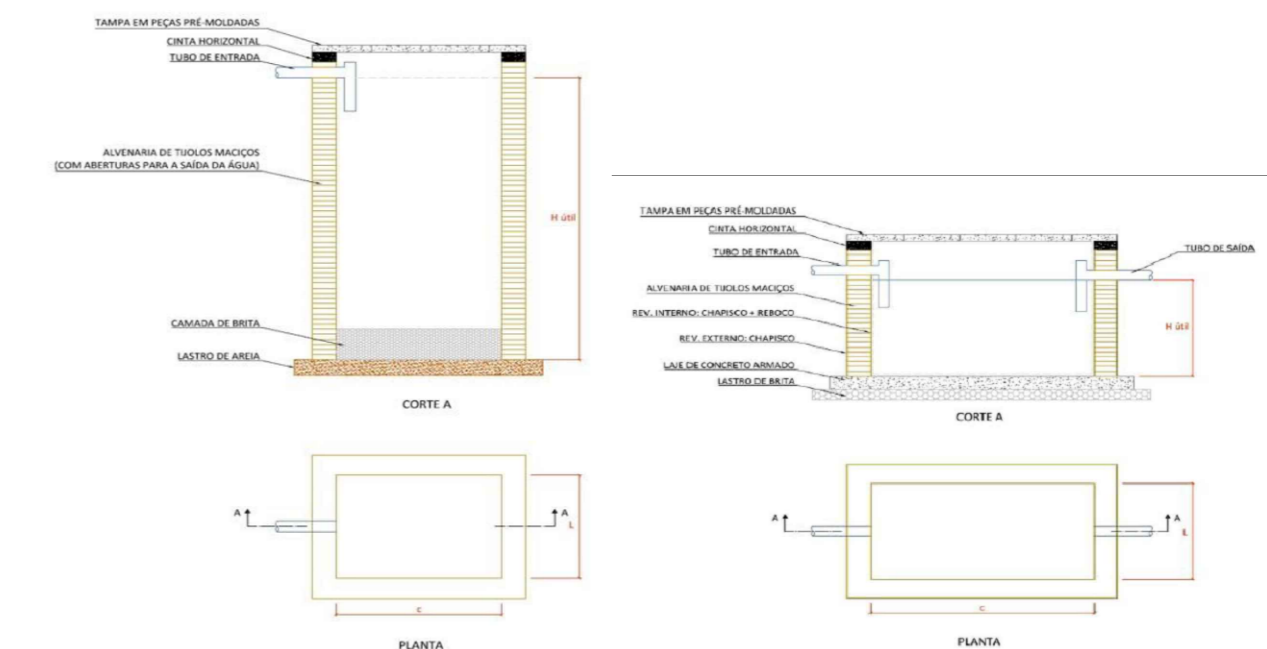 TAMPA EM PEÇAS PRÉ-MOLDADAS
CINTA HORIZONTAL
TUBO DE ENTRADA
ALVENARIA DE TIJOLOS MACIÇOS
(COM ABERTURAS PARA A SAÍDA DA ÁGUA)
H útil
CAMADA DE BRITA
LASTRO DE AREIA
CORTE A
A
A
L
C
PLANTA
TAMPA EM PEÇAS PRÉ-MOLDADAS
CINTA HORIZONTAL
TUBO DE ENTRADA
TUBO DE SAÍDA
ALVENARIA DE TIJOLOS MACIÇOS
REV. INTERNO: CHAPISCO + REBOCO
H útil
REV. EXTERNO: CHAPISCO
LAJE DE CONCRETO ARMADO
LASTRO DE BRITA
CORTE A
A
A
L
C
PLANTA